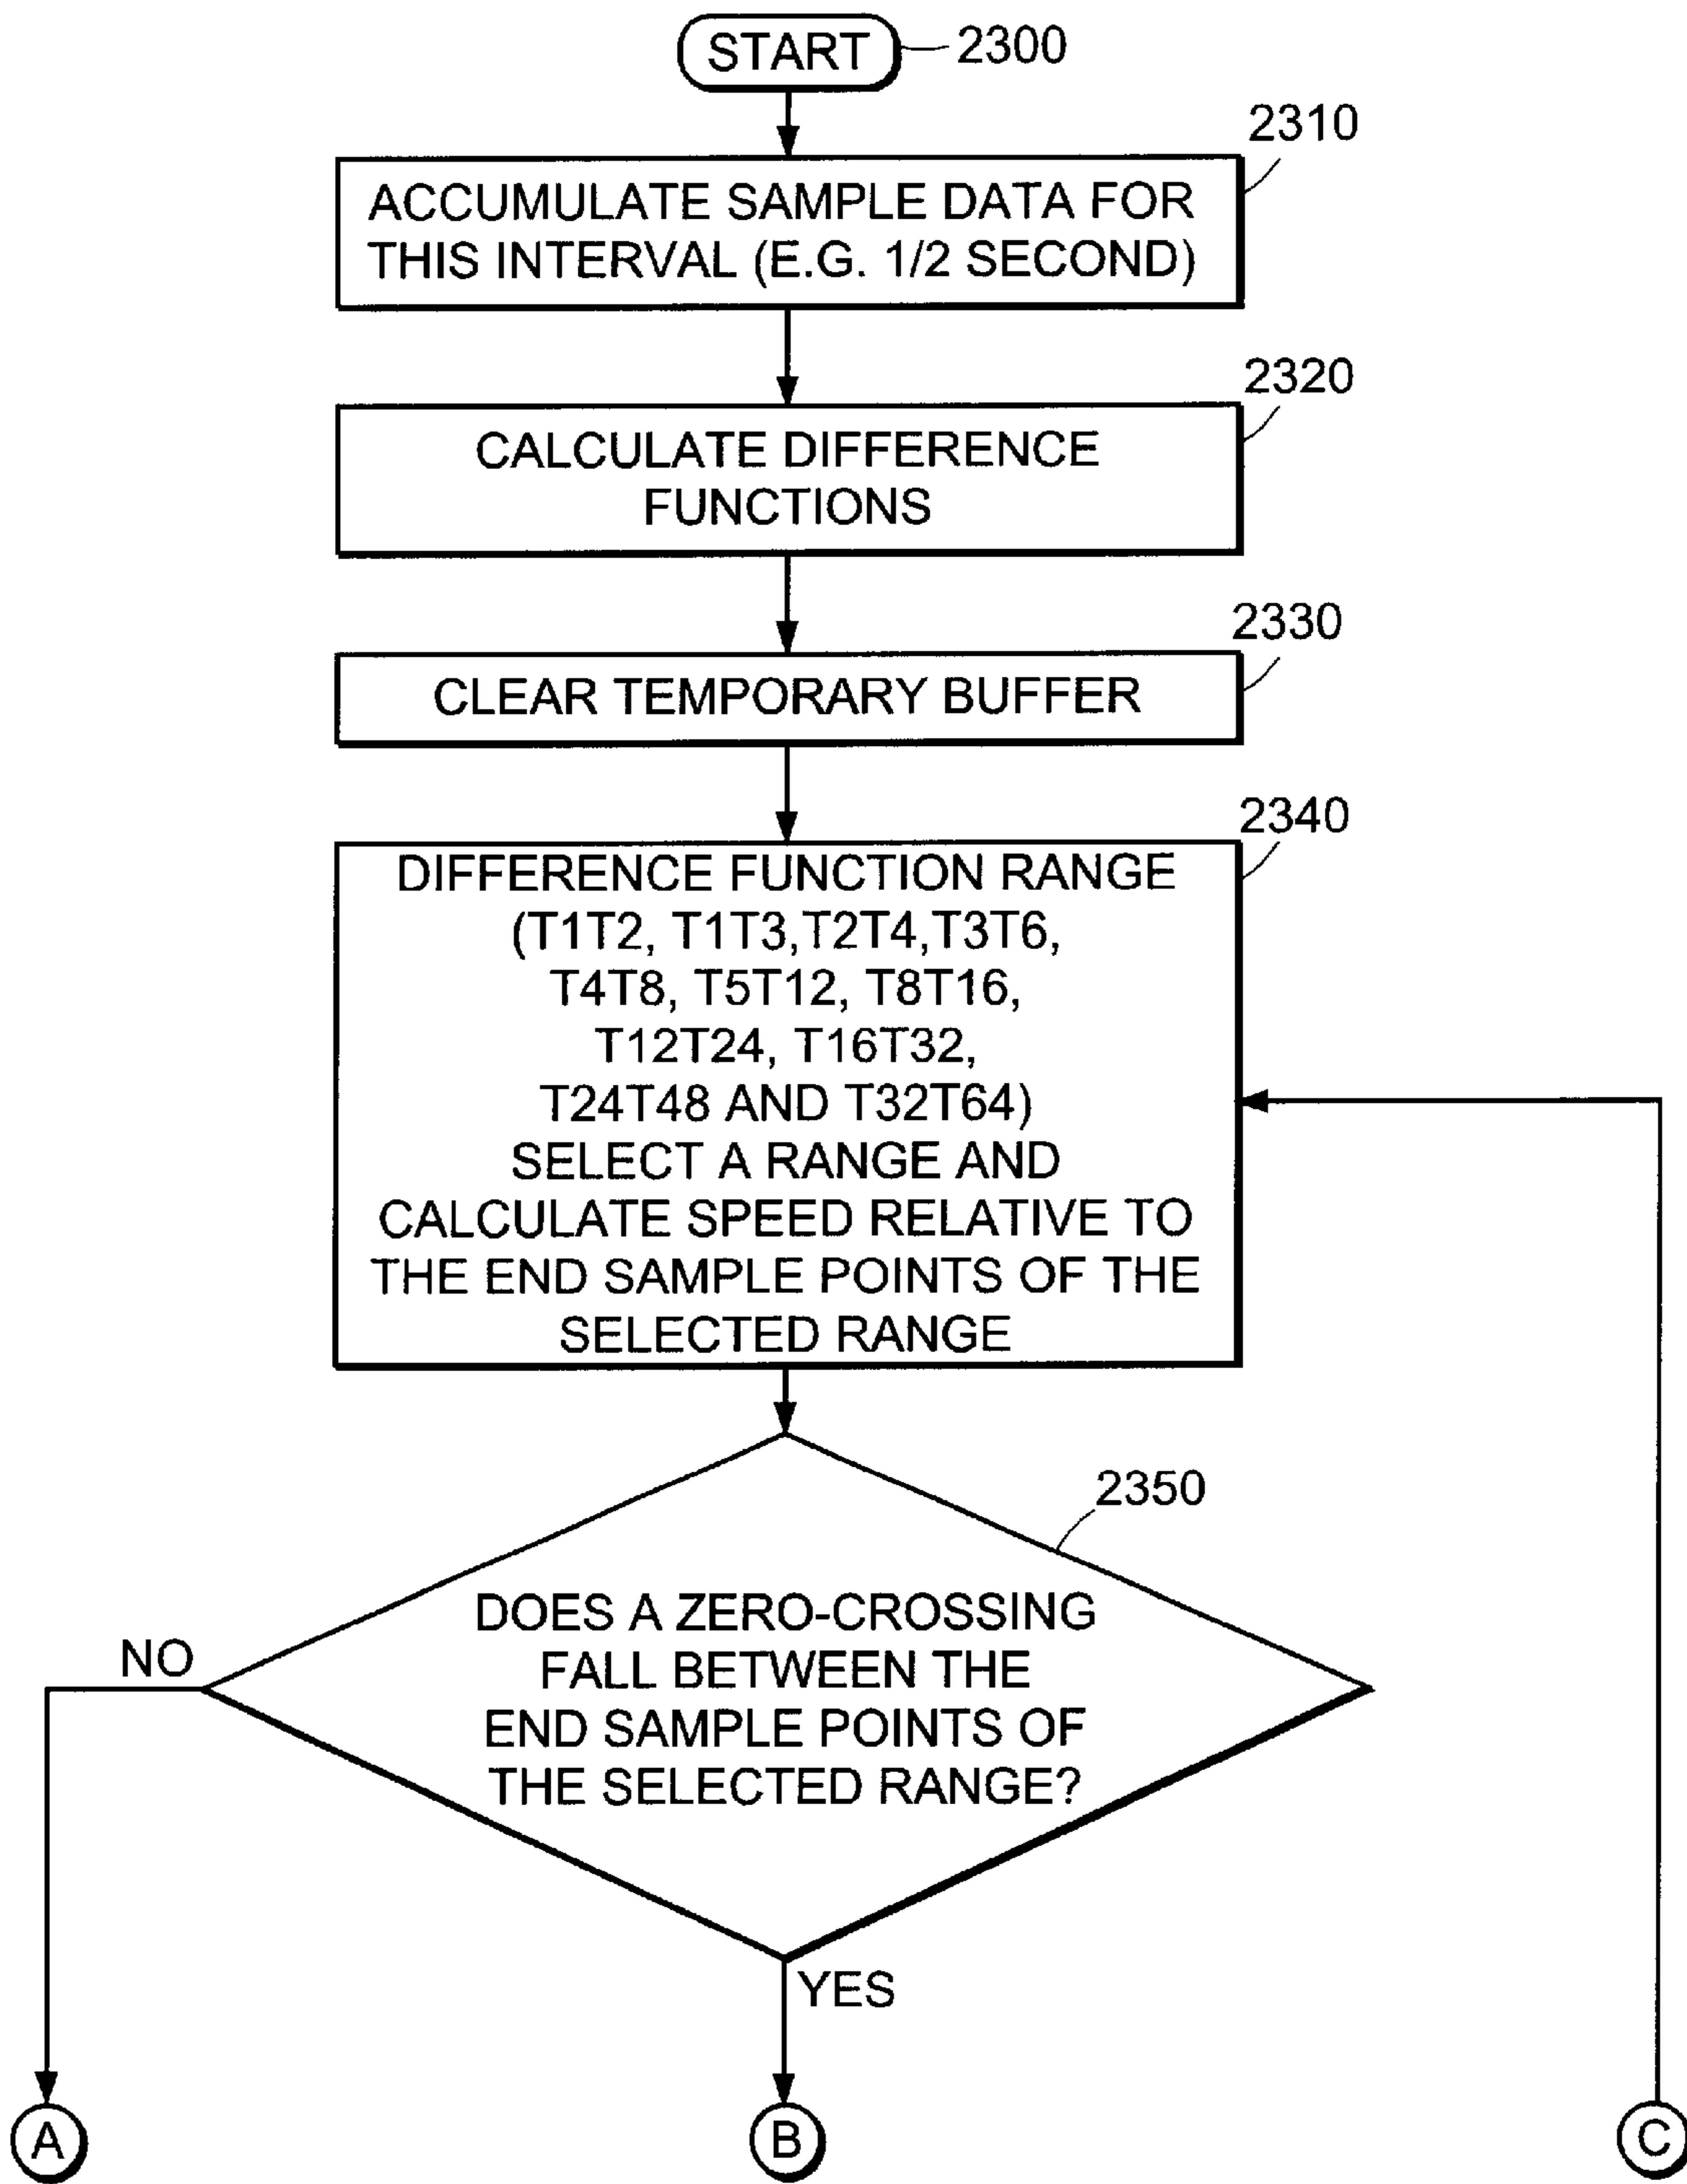 START
2300
2310
ACCUMULATE SAMPLE DATA FOR
THIS INTERVAL (E.G. 1/2 SECOND)
2320
CALCULATE DIFFERENCE
FUNCTIONS
2330
CLEAR TEMPORARY BUFFER
2340
DIFFERENCE FUNCTION RANGE
(T1T2, T1T3,T2T4,T3T6,
T4T8, T5T12, T8T16,
T12T24, T16T32,
T24T48 AND T32T64)
SELECT A RANGE AND
CALCULATE SPEED RELATIVE TO
THE END SAMPLE POINTS OF THE
SELECTED RANGE
2350
DOES A ZERO-CROSSING
FALL BETWEEN THE
END SAMPLE POINTS OF
THE SELECTED RANGE?
NO
YES
A
B
C